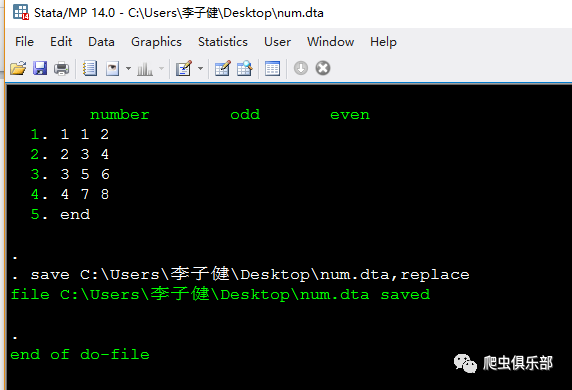 Stata/MP 14.0 - C:\Users\李子健\Desktop\num.dta
File Edit Data Graphics Statistics User Window Help
number odd even
1. 1 1 2
2. 2 3 4
3. 3 5 6
4. 4 7 8
5. end
.
. save C:\Users\李子健\Desktop\num.dta,replace
file C:\Users\李子健\Desktop\num.dta saved
.
end of do-file
爬虫俱乐部